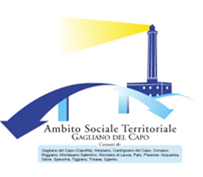 Ambito Sociale Territoriale
GAGLIANO DEL CAPO
Comuni di:
Gagliano del Capo (Capofila), Alessano, Castrignano del Capo, Corsano,
Miggiano, Montesano Salentino, Morciano di Leuca, Patù, Presicce-Acquarica,
Salve, Specchia, Tiggiano, Tricase, Ugento.